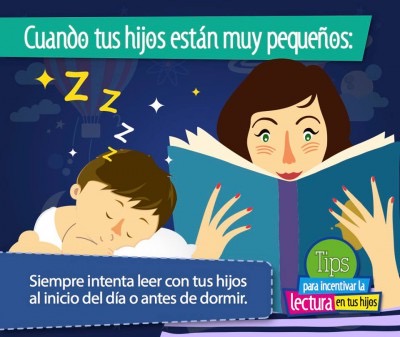 Cuando tus hijos están muy pequeños:
Z
Z
Z
Z
Z
Siempre intenta leer con tus hijos
al inicio del día o antes de dormir.
Tips
para incentivar la
lectura en tus hijos